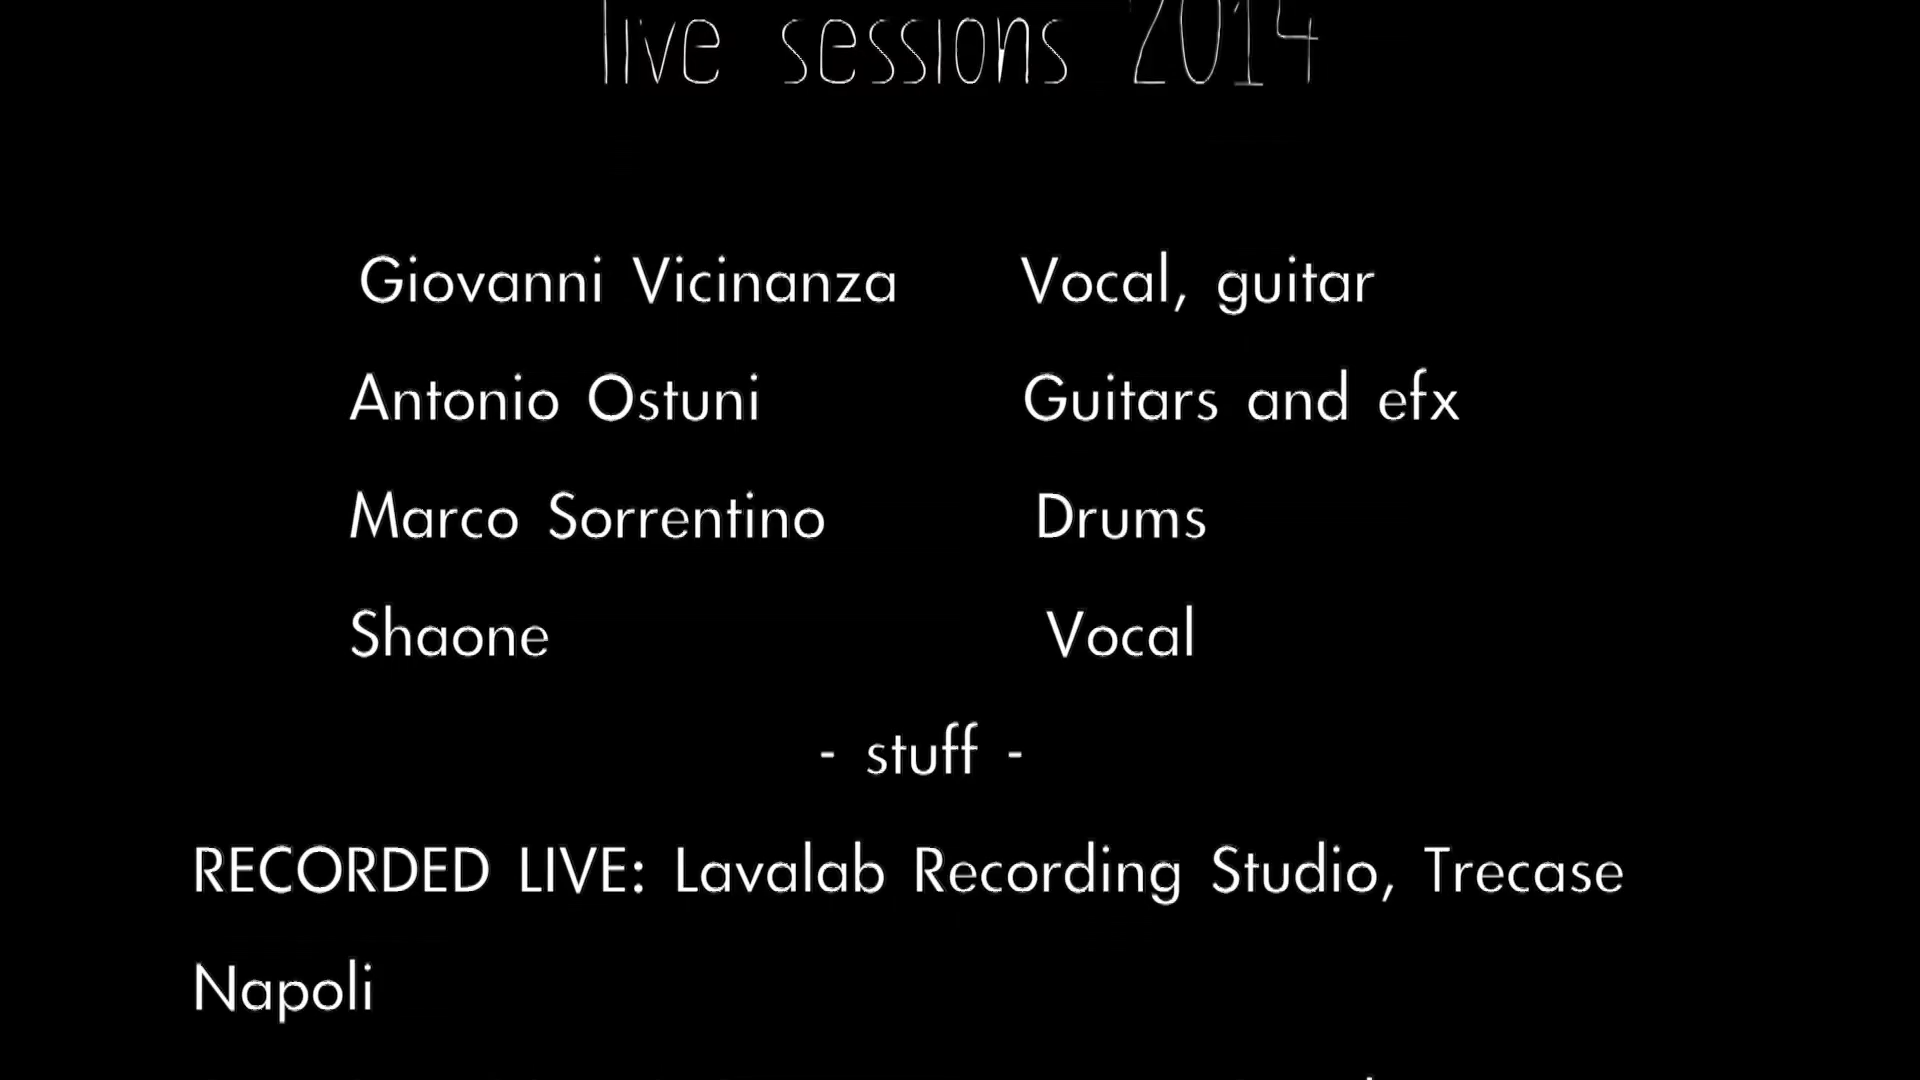 live sessions 2014
Giovanni Vicinanza Vocal, guitar
Antonio Ostuni Guitars and efx
Marco Sorrentino Drums
Shaone Vocal
- stuff -
RECORDED LIVE: Lavalab Recording Studio, Trecase
Napoli